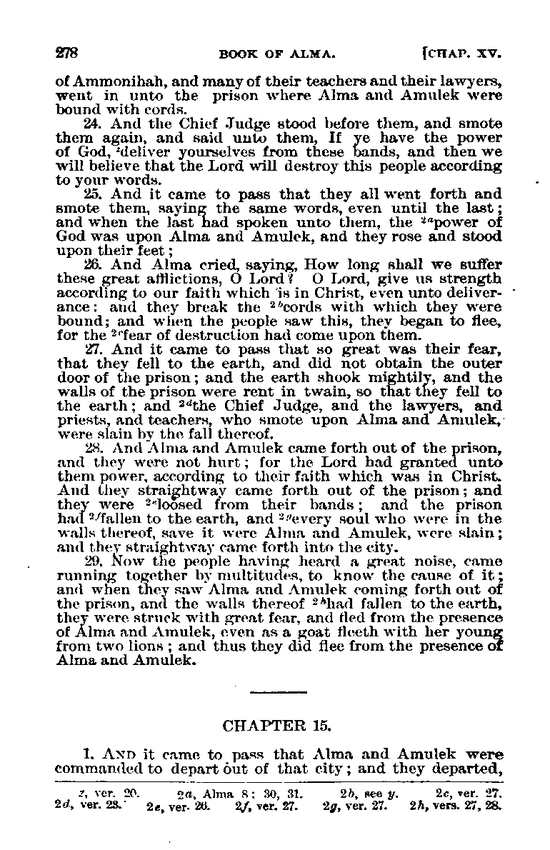 278 BOOK OF ALMA. [CHAP. XV.
of Ammonihah, and many of their teachers and their lawyers,
went in unto the prison where Alma and Amulek were
bound with cords.
24. And the Chief Judge stood before them, and smote
them again, and said unto them, If ye have the power
of God, ᶻdeliver yourselves from these bands, and then we
will believe that the Lord will destroy this people according
to your words.
25. And it came to pass that they all went forth and
smote them, saying the same words, even until the last;
and when the last had spoken unto them, the ²ᵃpower of
God was upon Alma and Amulek, and they rose and stood
upon their feet;
26. And Alma cried, saying, How long shall we suffer
these great afflictions, O Lord? O Lord, give us strength
according to our faith which is in Christ, even unto deliver-
ance: and they break the ²ᵇcords with which they were
bound; and when the people saw this, they began to flee,
for the ²ᶜfear of destruction had come upon them.
27. And it came to pass that so great was their fear,
that they fell to the earth, and did not obtain the outer
door of the prison; and the earth shook mightily, and the
walls of the prison were rent in twain, so that they fell to
the earth; and ²ᵈthe Chief Judge, and the lawyers, and
priests, and teachers, who smote upon Alma and Amulek,
were slain by the fall thereof.
28. And Alma and Amulek came forth out of the prison,
and they were not hurt; for the Lord had granted unto
them power, according to their faith which was in Christ.
And they straightway came forth out of the prison; and
they were ²ᵉloosed from their bands; and the prison
had ²ᶠfallen to the earth, and ²ᵍevery soul who were in the
walls thereof, save it were Alma and Amulek, were slain;
and they straightway came forth into the city.
29. Now the people having heard a great noise, came
running together by multitudes, to know the cause of it;
and when they saw Alma and Amulek coming forth out of
the prison, and the walls thereof ²ʰhad fallen to the earth,
they were struck with great fear, and fled from the presence
of Alma and Amulek, even as a goat fleeth with her young
from two lions; and thus they did flee from the presence of
Alma and Amulek.
CHAPTER 15.
1. AND it came to pass that Alma and Amulek were
commanded to depart out of that city; and they departed,
z, ver. 20. 2a, Alma 8: 30, 31. 2b, see y. 2c, ver. 27.
2d, ver. 23. 2e, ver. 26. 2f, ver. 27. 2g, ver. 27. 2h, vers. 27, 28.